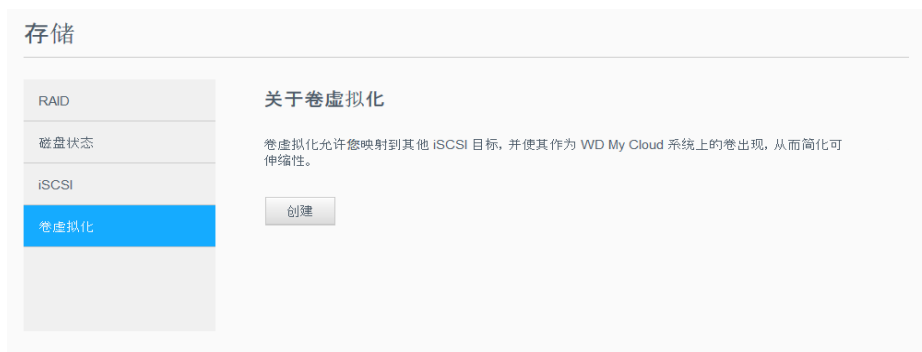 存储
RAID
磁盘状态
iSCSI
卷虚拟化
关于卷虚拟化
卷虚拟化允许您映射到其他 iSCSI 目标, 并使其作为 WD My Cloud 系统上的卷出现, 从而简化可
伸缩性。
创建